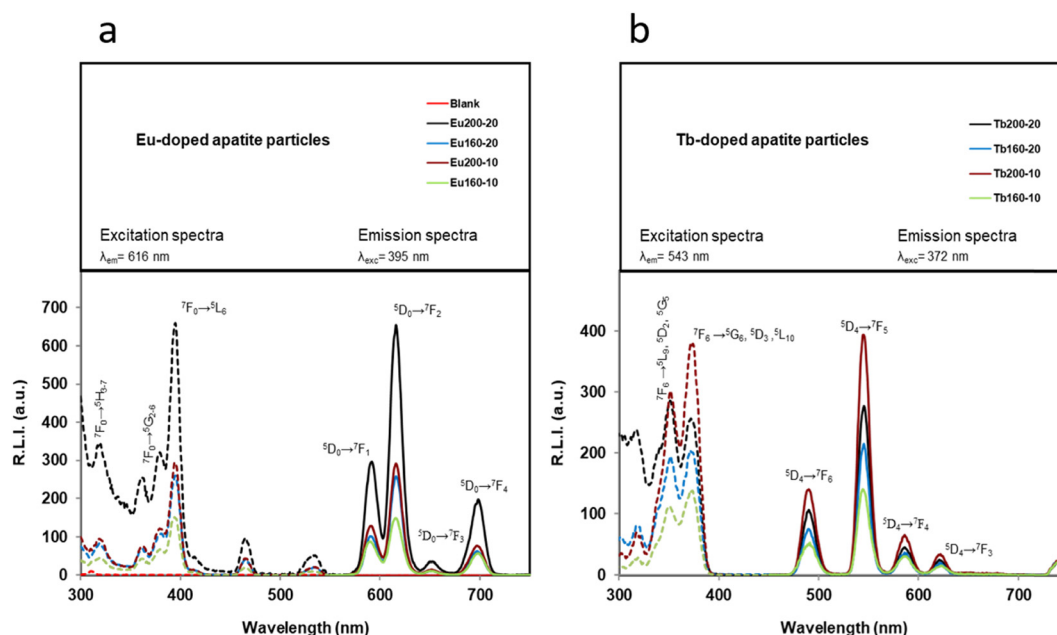 a
Blank
Eu200-20
Eu160-20
Eu200-10
Eu160-10
Eu-doped apatite particles
Excitation spectra
λem= 616 nm
Emission spectra
λexc= 395 nm
R.L.I. (a.u.)
700
600
500
400
300
200
100
0
⁷F₀→⁵H₃₋₇
⁷F₀→⁵G₂₋₆
⁷F₀→⁵L₆
⁵D₀→⁷F₁
⁵D₀→⁷F₂
⁵D₀→⁷F₃
⁵D₀→⁷F₄
300 400 500 600 700
Wavelength (nm)
b
Tb200-20
Tb160-20
Tb200-10
Tb160-10
Tb-doped apatite particles
Excitation spectra
λem= 543 nm
Emission spectra
λexc= 372 nm
R.L.I. (a.u.)
400
300
200
100
0
⁷F₆→⁵L₉, ⁵D₂, ⁵G₅
⁷F₆→⁵G₆, ⁵D₃ ,⁵L₁₀
⁵D₄→⁷F₆
⁵D₄→⁷F₅
⁵D₄→⁷F₄
⁵D₄→⁷F₃
300 400 500 600 700
Wavelength (nm)